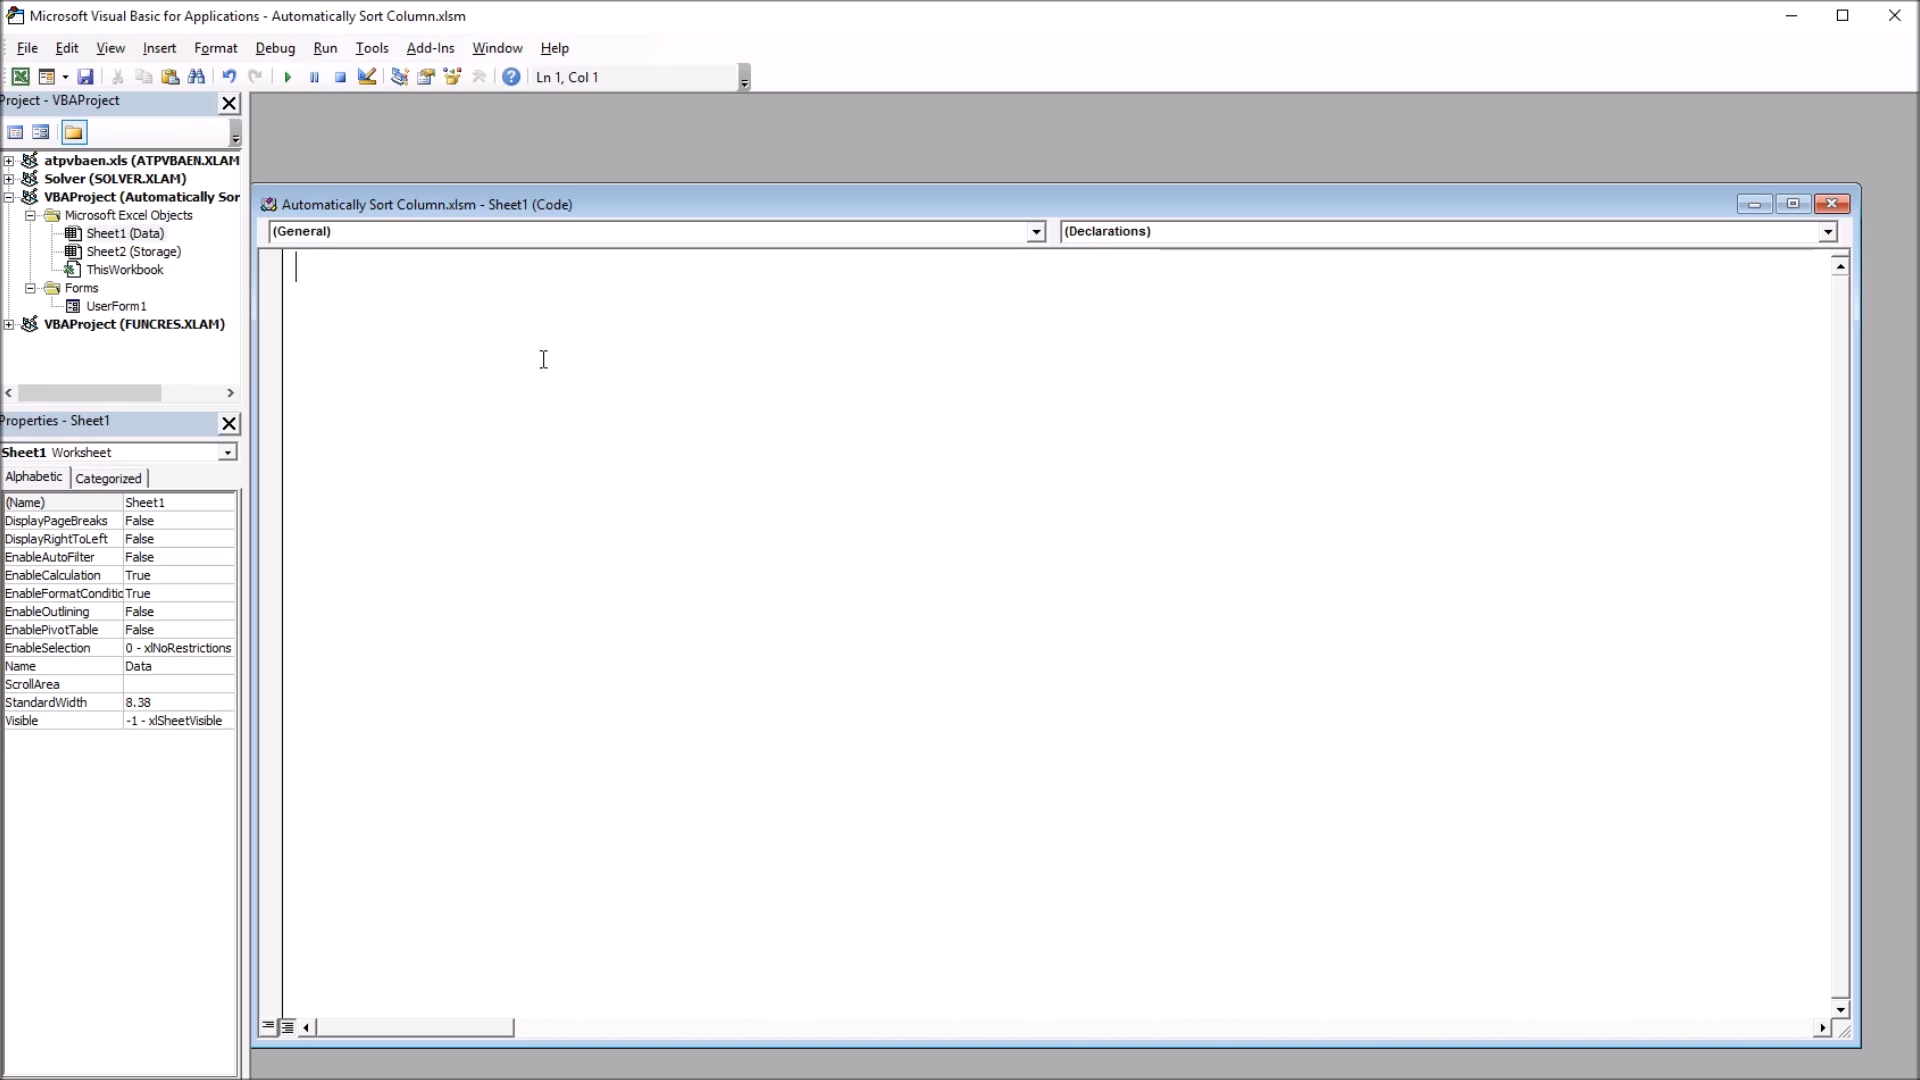 Microsoft Visual Basic for Applications - Automatically Sort Column.xlsm
File Edit View Insert Format Debug Run Tools Add-Ins Window Help
Ln 1, Col 1
Project - VBAProject
atpvbaen.xls (ATPVBAEN.XLAM
Solver (SOLVER.XLAM)
VBAProject (Automatically Sor
Microsoft Excel Objects
Sheet1 (Data)
Sheet2 (Storage)
ThisWorkbook
Forms
UserForm1
VBAProject (FUNCRES.XLAM)
Automatically Sort Column.xlsm - Sheet1 (Code)
(General) (Declarations)
Properties - Sheet1
Sheet1 Worksheet
Alphabetic Categorized
(Name) Sheet1
DisplayPageBreaks False
DisplayRightToLeft False
EnableAutoFilter False
EnableCalculation True
EnableFormatConditio True
EnableOutlining False
EnablePivotTable False
EnableSelection 0 - xlNoRestrictions
Name Data
ScrollArea
StandardWidth 8.38
Visible -1 - xlSheetVisible